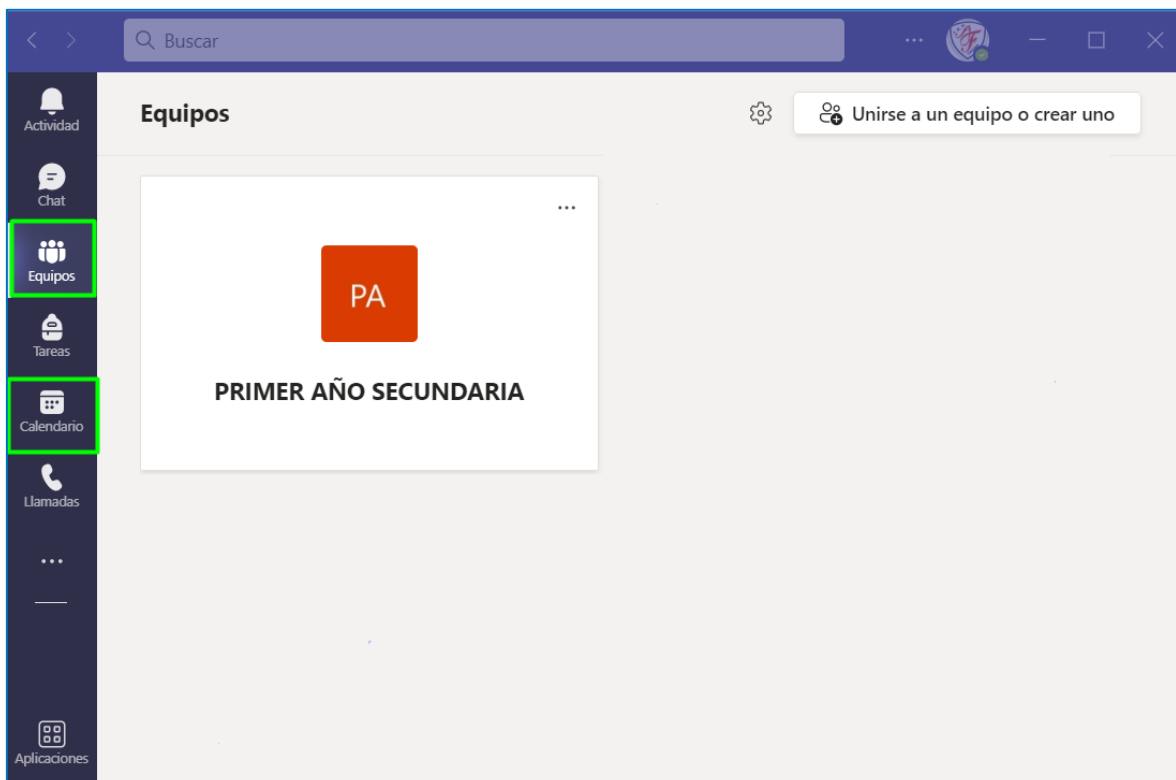 Buscar
Actividad
Equipos
Unirse a un equipo o crear uno
Chat
Equipos
PA
Tareas
PRIMER AÑO SECUNDARIA
Calendario
Llamadas
Aplicaciones